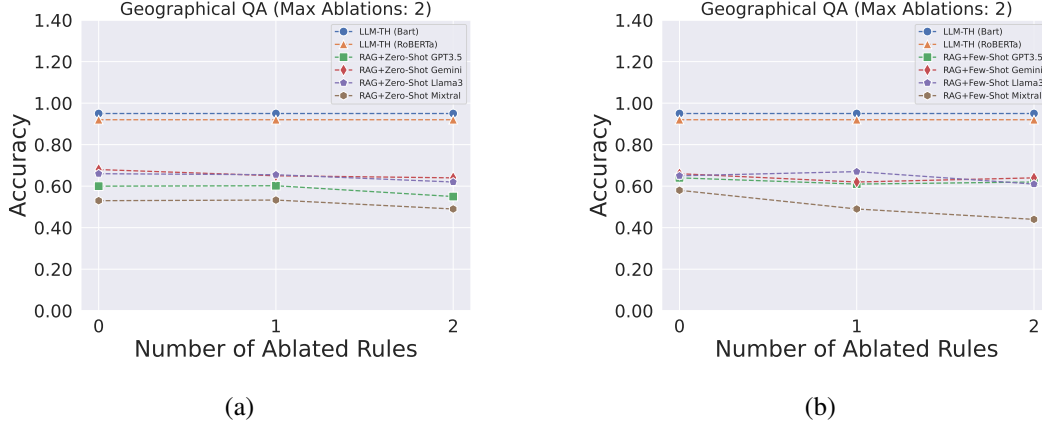 Geographical QA (Max Ablations: 2)
1.40
1.20
1.00
0.80
0.60
0.40
0.20
0.00
Accuracy
LLM-TH (Bart)
LLM-TH (RoBERTa)
RAG+Zero-Shot GPT3.5
RAG+Zero-Shot Gemini
RAG+Zero-Shot Llama3
RAG+Zero-Shot Mixtral
0 1 2
Number of Ablated Rules
(a)
Geographical QA (Max Ablations: 2)
1.40
1.20
1.00
0.80
0.60
0.40
0.20
0.00
Accuracy
LLM-TH (Bart)
LLM-TH (RoBERTa)
RAG+Few-Shot GPT3.5
RAG+Few-Shot Gemini
RAG+Few-Shot Llama3
RAG+Few-Shot Mixtral
0 1 2
Number of Ablated Rules
(b)